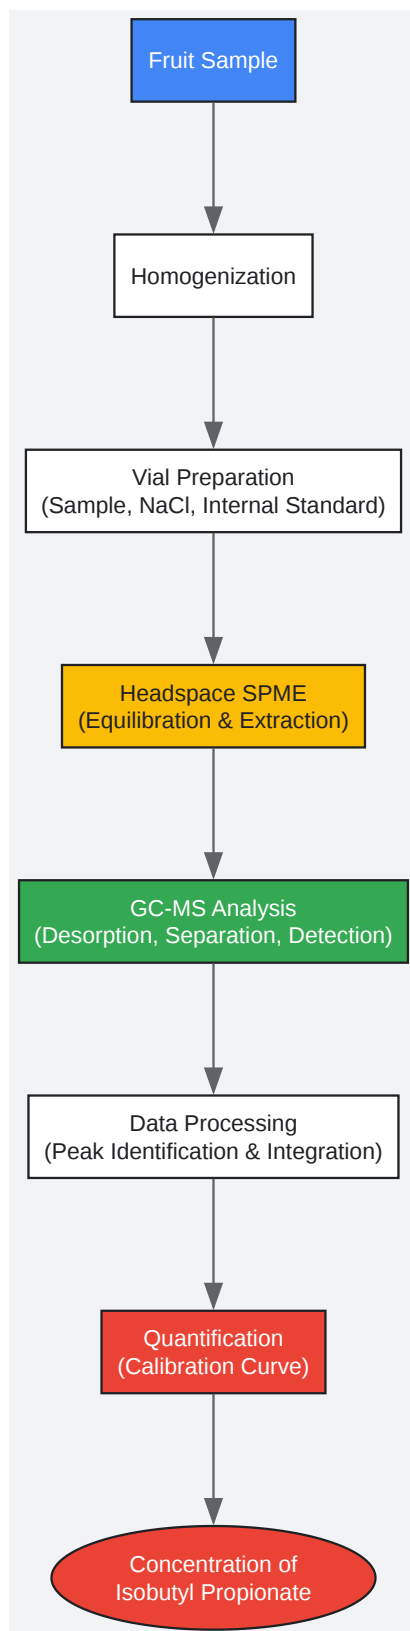 Fruit Sample
Homogenization
Vial Preparation
(Sample, NaCl, Internal Standard)
Headspace SPME
(Equilibration & Extraction)
GC-MS Analysis
(Desorption, Separation, Detection)
Data Processing
(Peak Identification & Integration)
Quantification
(Calibration Curve)
Concentration of
Isobutyl Propionate